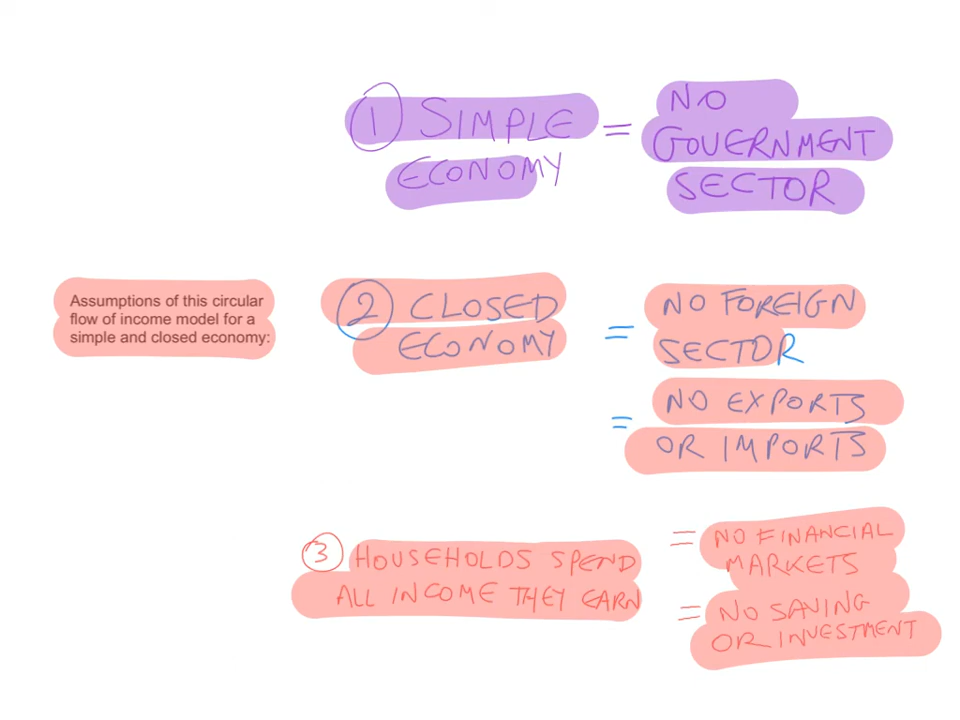 ① SIMPLE = NO
ECONOMY GOVERNMENT
SECTOR
Assumptions of this circular
flow of income model for a
simple and closed economy:
② CLOSED = NO FOREIGN
ECONOMY SECTOR
= NO EXPORTS
OR IMPORTS
③ HOUSEHOLDS SPEND = NO FINANCIAL
ALL INCOME THEY EARN MARKETS
= NO SAVING
OR INVESTMENT